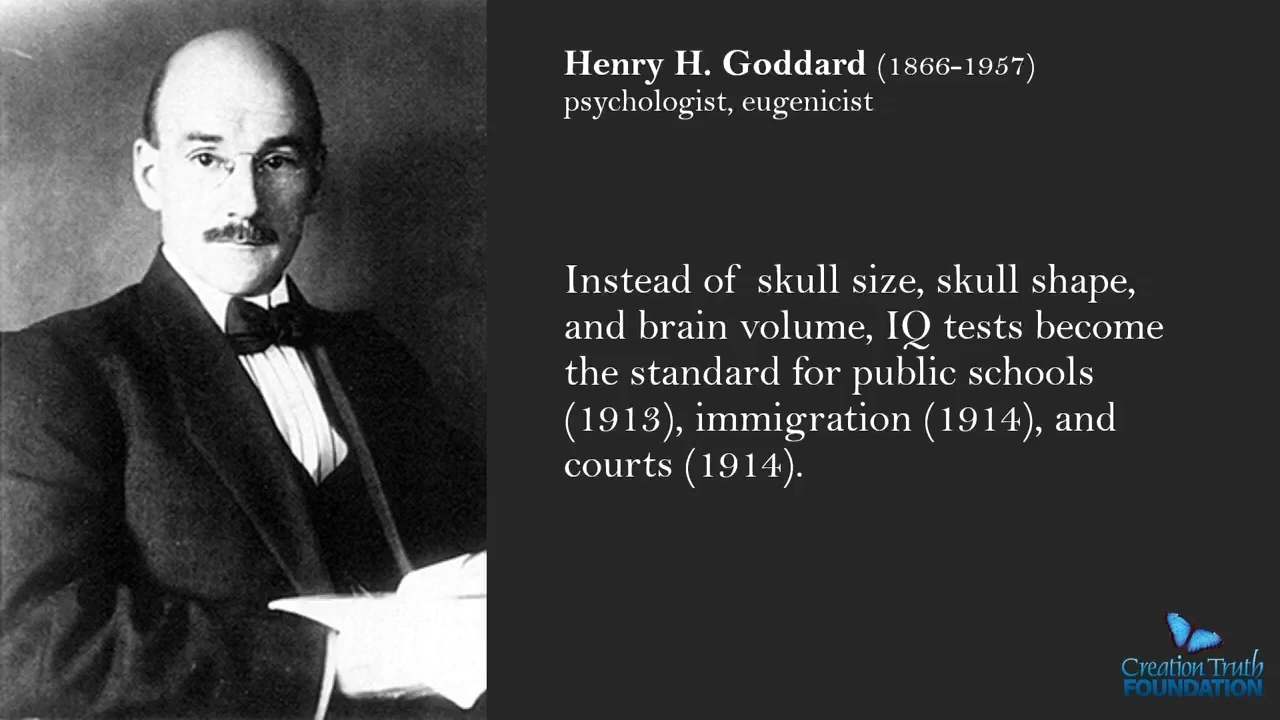 Henry H. Goddard (1866-1957)
psychologist, eugenicist
Instead of skull size, skull shape,
and brain volume, IQ tests become
the standard for public schools
(1913), immigration (1914), and
courts (1914).
Creation Truth
FOUNDATION